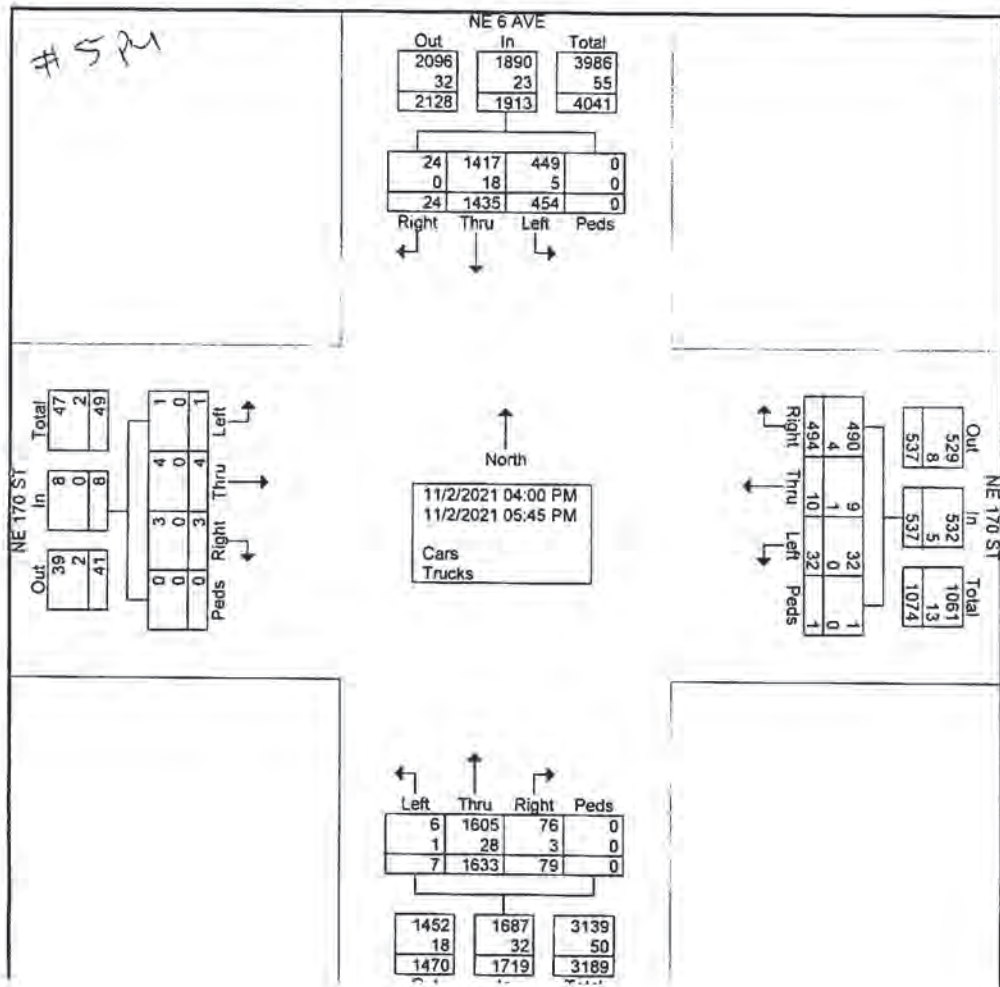 # 5 PM
NE 6 AVE
Out In Total
2096 1890 3986
32 23 55
2128 1913 4041
24 1417 449 0
0 18 5 0
24 1435 454 0
Right Thru Left Peds
NE 170 ST
Total In Out
47 8 39
2 0 2
49 8 41
1 4 3 0
0 0 0 0
1 4 3 0
Left Thru Right Peds
North
11/2/2021 04:00 PM
11/2/2021 05:45 PM
Cars
Trucks
Right Thru Left Peds
494 10 32 1
4 1 0 0
490 9 32 1
Out In Total
529 532 1061
8 5 13
537 537 1074
NE 170 ST
Left Thru Right Peds
6 1605 76 0
1 28 3 0
7 1633 79 0
1452 1687 3139
18 32 50
1470 1719 3189